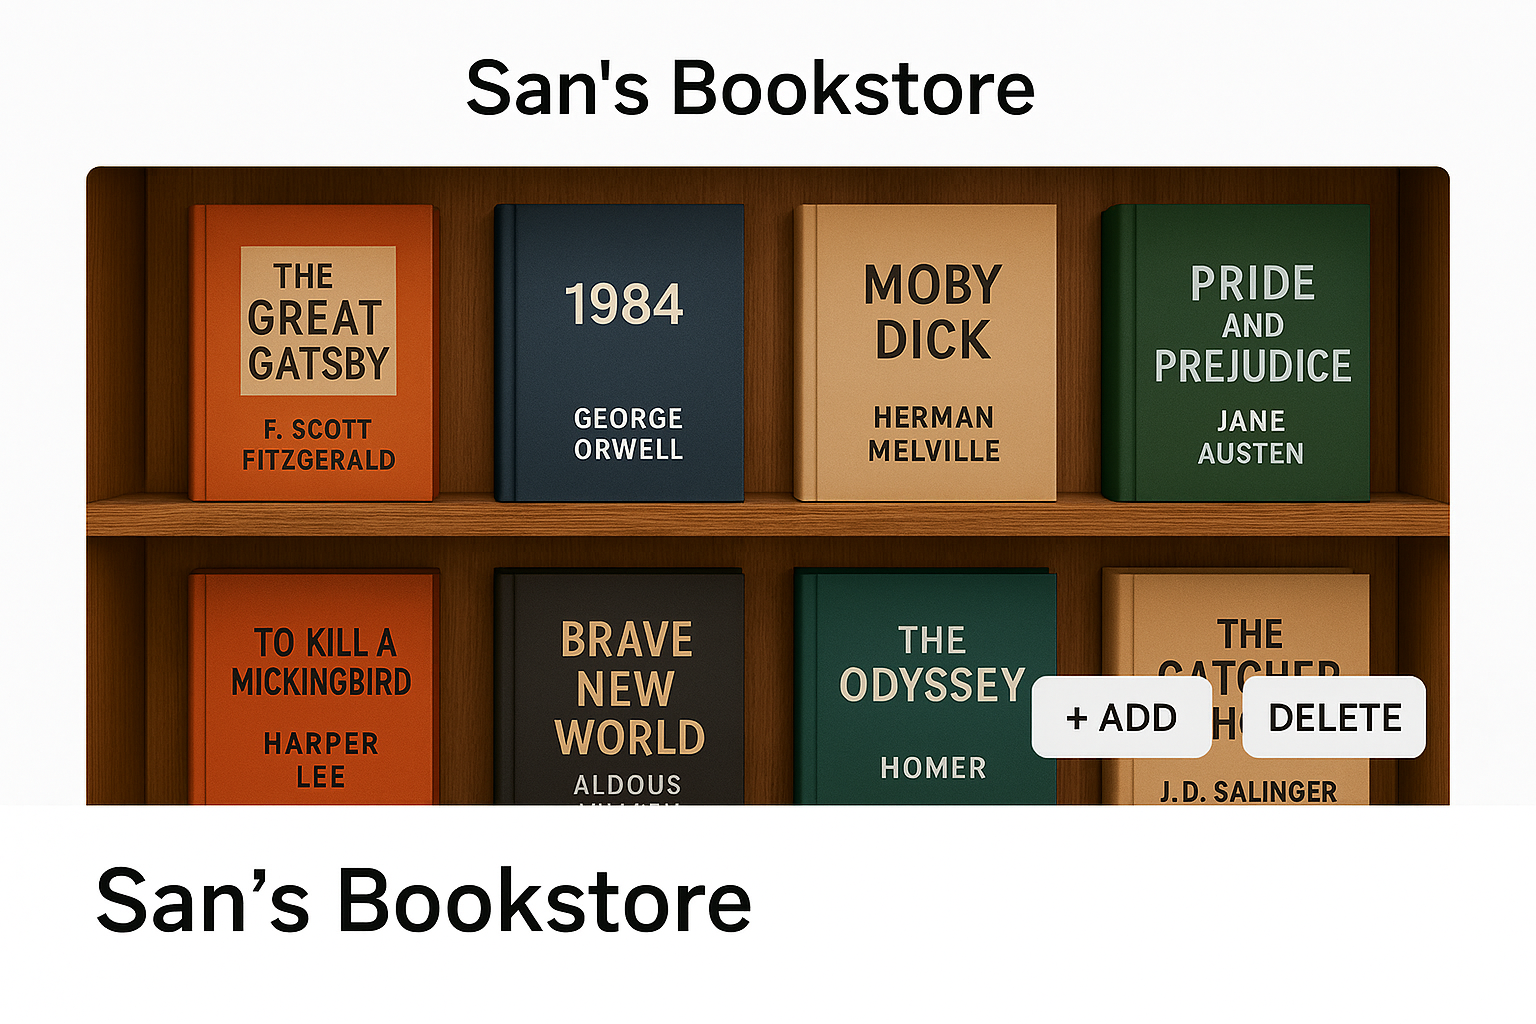 San's Bookstore
THE
GREAT
GATSBY
F. SCOTT
FITZGERALD
1984
GEORGE
ORWELL
MOBY
DICK
HERMAN
MELVILLE
PRIDE
AND
PREJUDICE
JANE
AUSTEN
TO KILL A
MICKINGBIRD
HARPER
LEE
BRAVE
NEW
WORLD
ALDOUS
THE
ODYSSEY
HOMER
THE
CATCHER
J.D. SALINGER
+ ADD
DELETE
San’s Bookstore